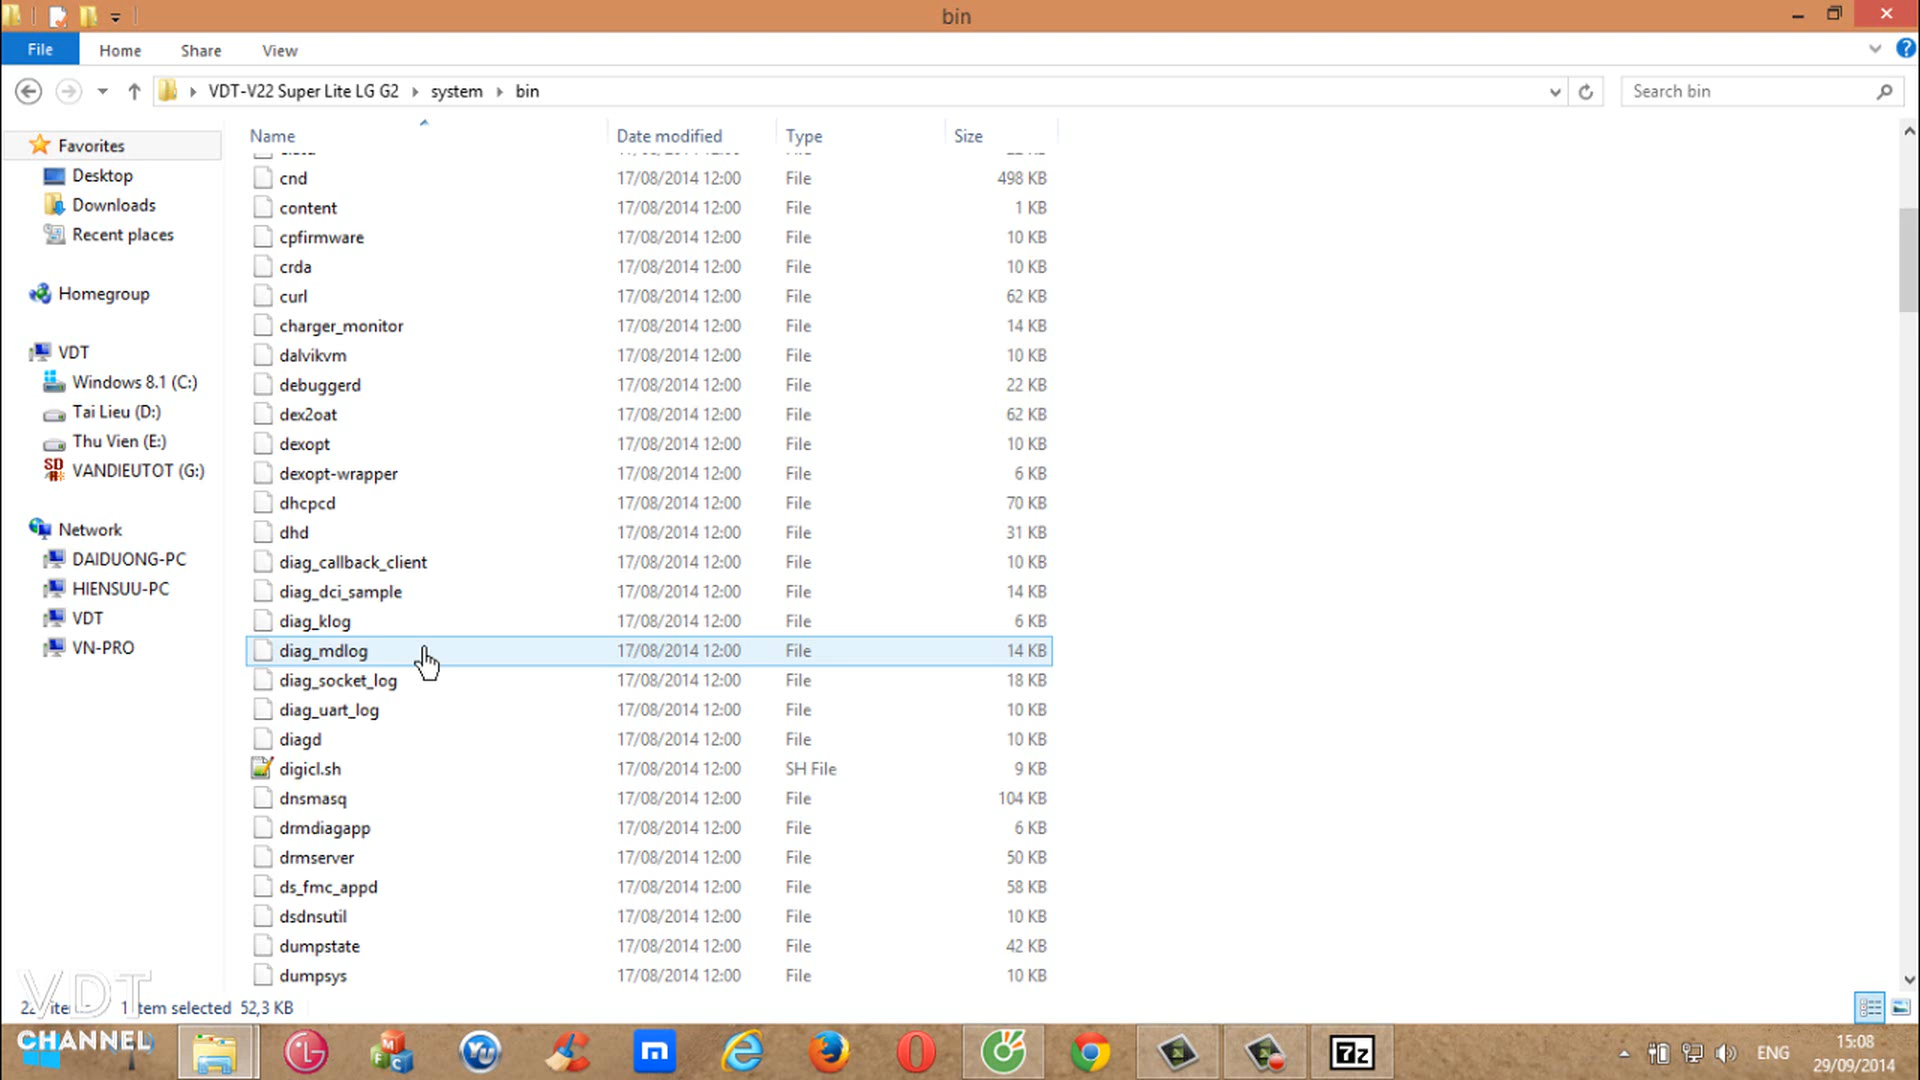 bin
File Home Share View
VDT-V22 Super Lite LG G2 system bin
Search bin
Name Date modified Type Size
Favorites
Desktop
Downloads
Recent places
Homegroup
VDT
Windows 8.1 (C:)
Tai Lieu (D:)
Thu Vien (E:)
VANDIEUTOT (G:)
Network
DAIDUONG-PC
HIENSUU-PC
VDT
VN-PRO
cnd 17/08/2014 12:00 File 498 KB
content 17/08/2014 12:00 File 1 KB
cpfirmware 17/08/2014 12:00 File 10 KB
crda 17/08/2014 12:00 File 10 KB
curl 17/08/2014 12:00 File 62 KB
charger_monitor 17/08/2014 12:00 File 14 KB
dalvikvm 17/08/2014 12:00 File 10 KB
debuggerd 17/08/2014 12:00 File 22 KB
dex2oat 17/08/2014 12:00 File 62 KB
dexopt 17/08/2014 12:00 File 10 KB
dexopt-wrapper 17/08/2014 12:00 File 6 KB
dhcpcd 17/08/2014 12:00 File 70 KB
dhd 17/08/2014 12:00 File 31 KB
diag_callback_client 17/08/2014 12:00 File 10 KB
diag_dci_sample 17/08/2014 12:00 File 14 KB
diag_klog 17/08/2014 12:00 File 6 KB
diag_mdlog 17/08/2014 12:00 File 14 KB
diag_socket_log 17/08/2014 12:00 File 18 KB
diag_uart_log 17/08/2014 12:00 File 10 KB
diagd 17/08/2014 12:00 File 10 KB
digicl.sh 17/08/2014 12:00 SH File 9 KB
dnsmasq 17/08/2014 12:00 File 104 KB
drmdiagapp 17/08/2014 12:00 File 6 KB
drmserver 17/08/2014 12:00 File 50 KB
ds_fmc_appd 17/08/2014 12:00 File 58 KB
dsdnsutil 17/08/2014 12:00 File 10 KB
dumpstate 17/08/2014 12:00 File 42 KB
dumpsys 17/08/2014 12:00 File 10 KB
VDT
item selected 52,3 KB
CHANNEL
7z
ENG
15:08
29/09/2014